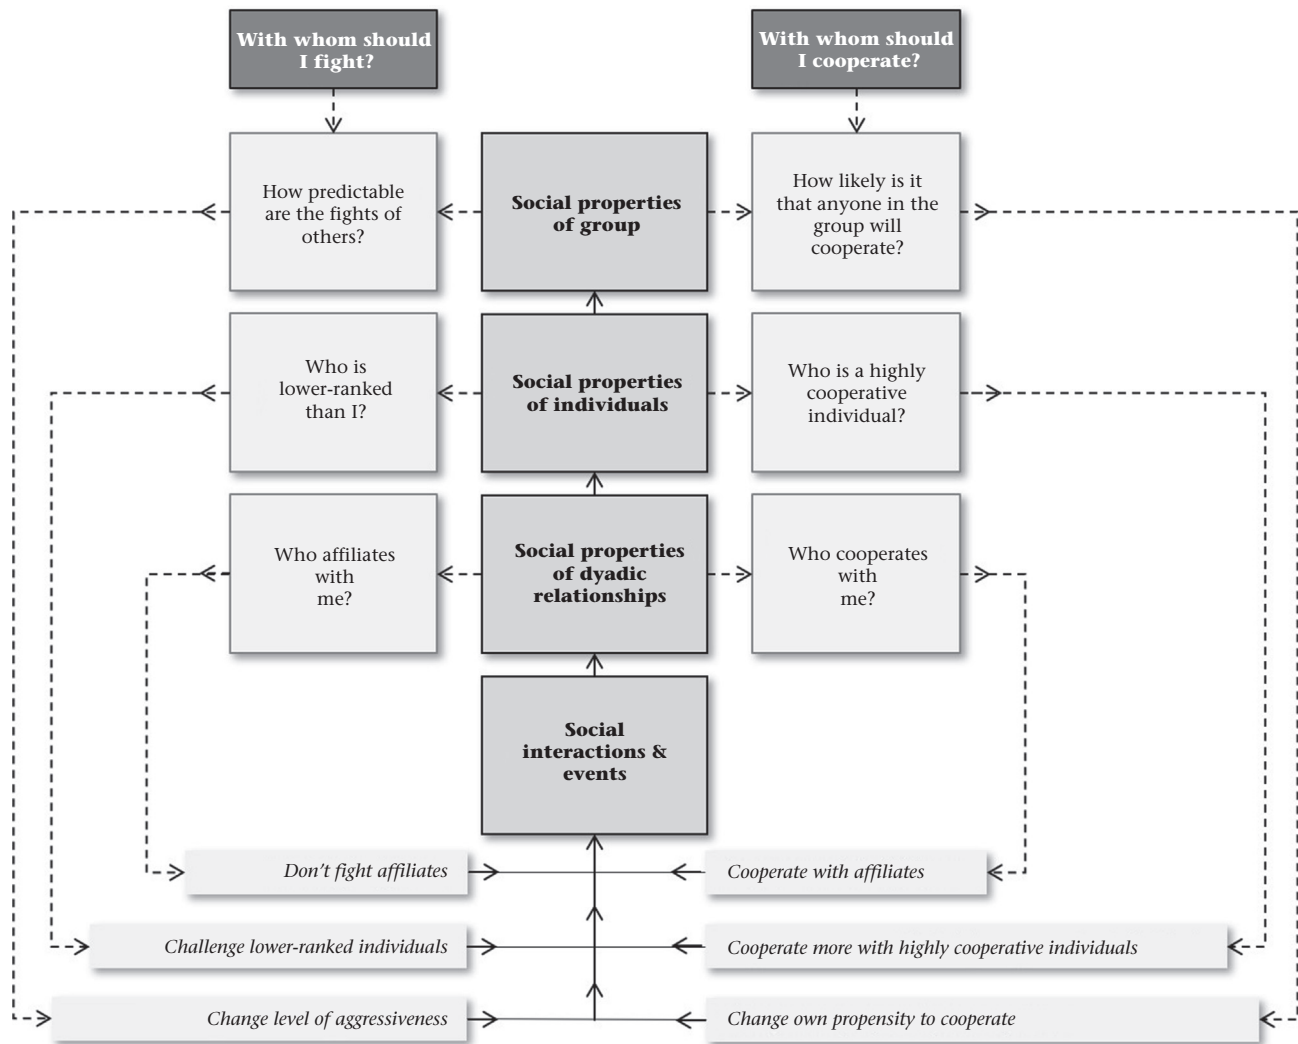 With whom should
I fight?
With whom should
I cooperate?
How predictable
are the fights of
others?
Social properties
of group
How likely is it
that anyone in the
group will
cooperate?
Who is
lower-ranked
than I?
Social properties
of individuals
Who is a highly
cooperative
individual?
Who affiliates
with
me?
Social properties
of dyadic
relationships
Who cooperates
with
me?
Social
interactions &
events
Don't fight affiliates
Cooperate with affiliates
Challenge lower-ranked individuals
Cooperate more with highly cooperative individuals
Change level of aggressiveness
Change own propensity to cooperate